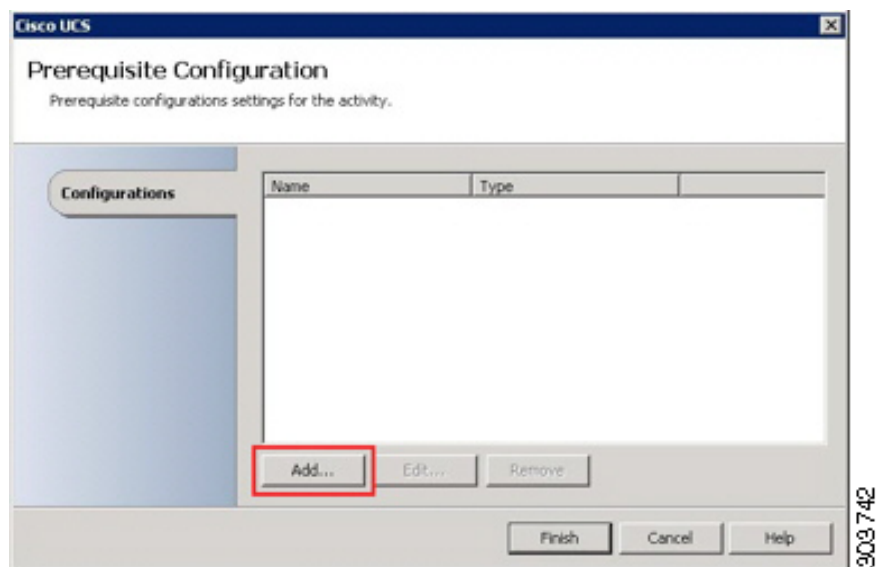 Cisco UCS
Prerequisite Configuration
Prerequisite configurations settings for the activity.
Configurations
Name Type
Add... Edit... Remove
Finish Cancel Help
303742